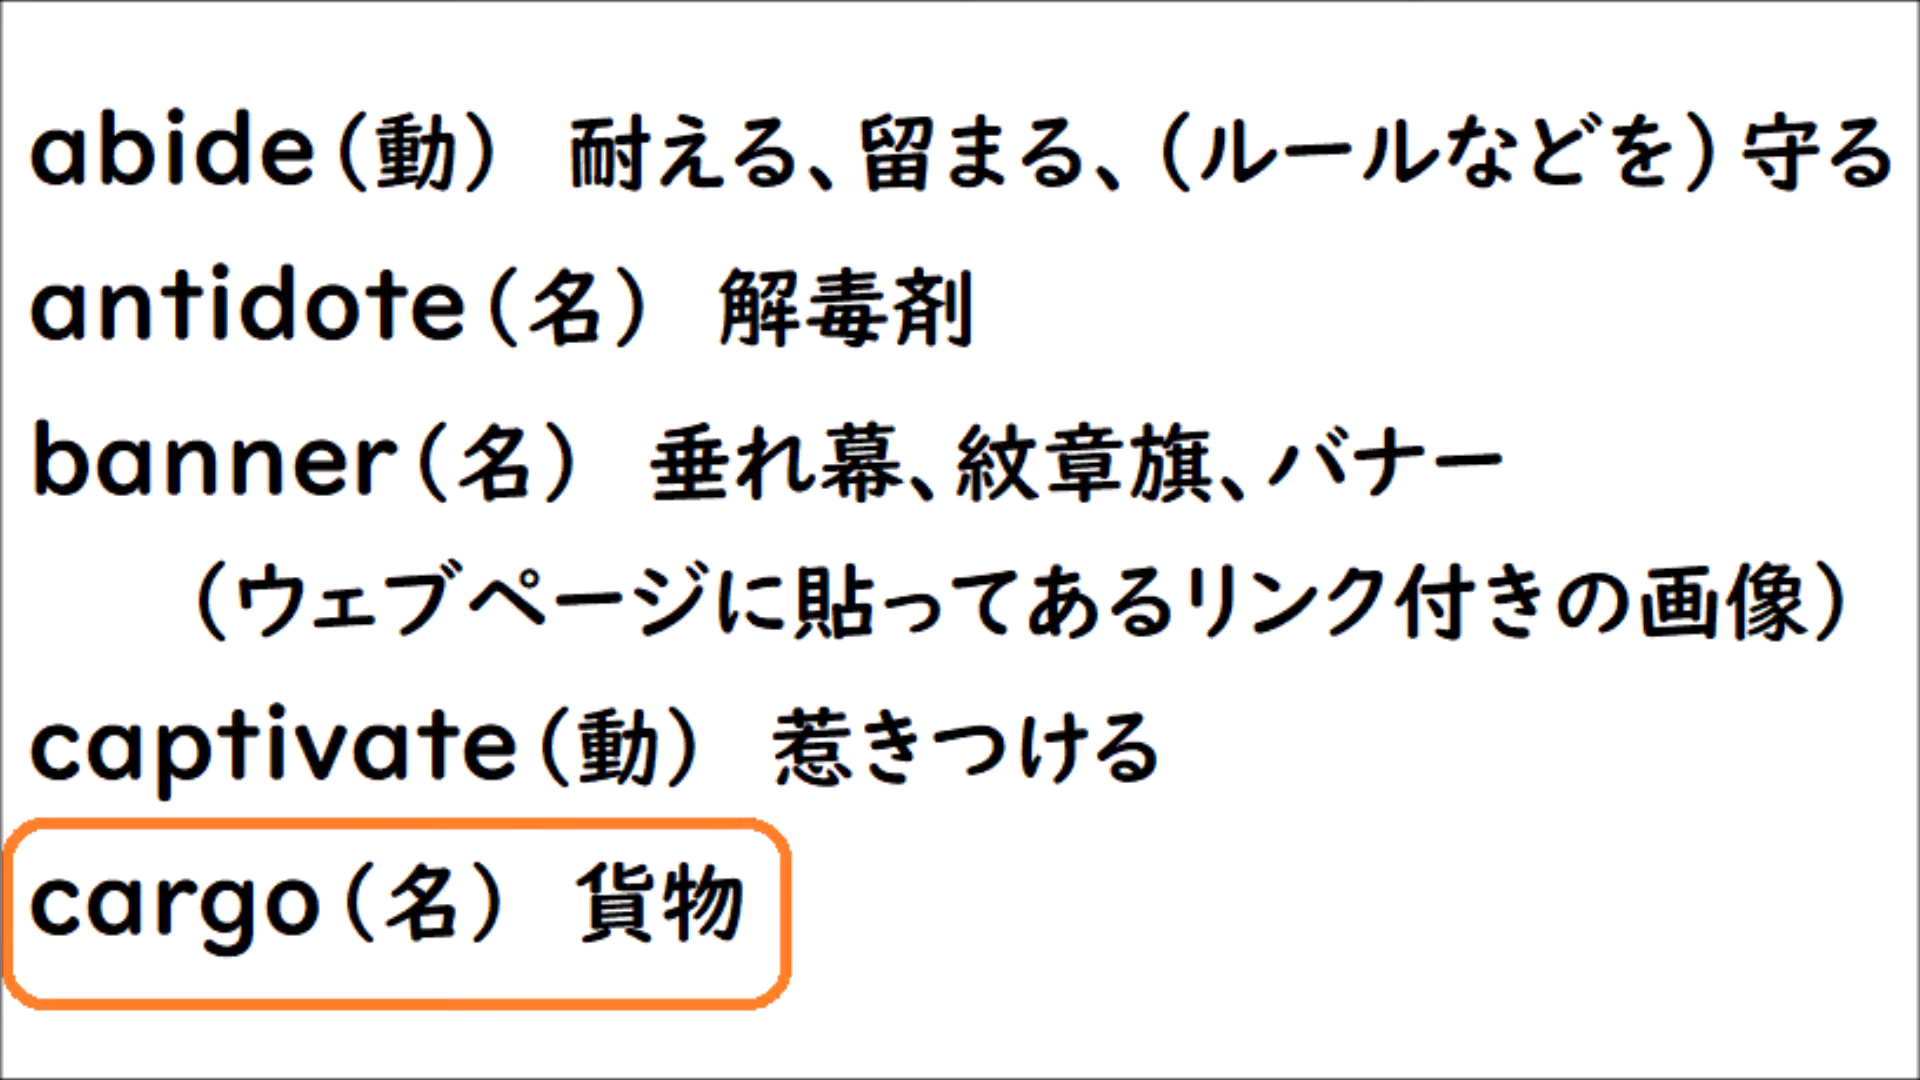 abide（動）　耐える、留まる、（ルールなどを）守る
antidote（名）　解毒剤
banner（名）　垂れ幕、紋章旗、バナー
（ウェブページに貼ってあるリンク付きの画像）
captivate（動）　惹きつける
cargo（名）　貨物